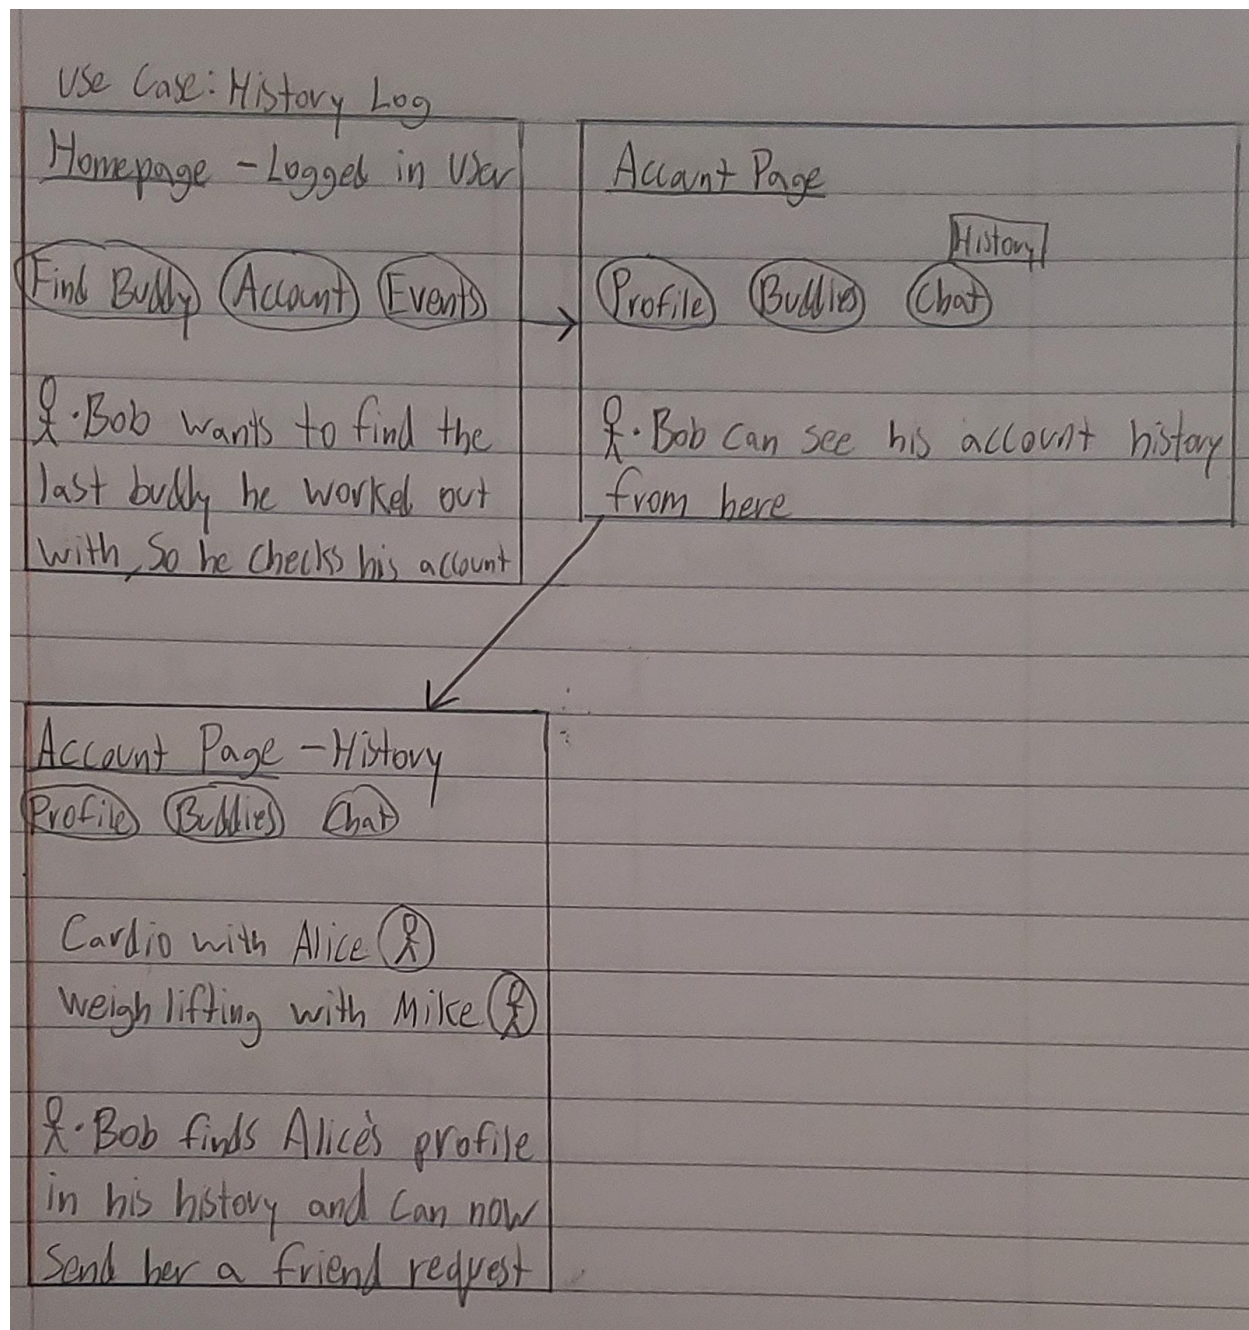 Use Case: History Log
Homepage - Logged in User
Find Buddy Account Events
Bob wants to find the
last buddy he worked out
with, so he checks his account
Account Page
History
Profile Buddies Chat
Bob can see his account history
from here
Account Page - History
Profile Buddies Chat
Cardio with Alice
Weigh lifting with Mike
Bob finds Alice's profile
in his history and can now
send her a friend request